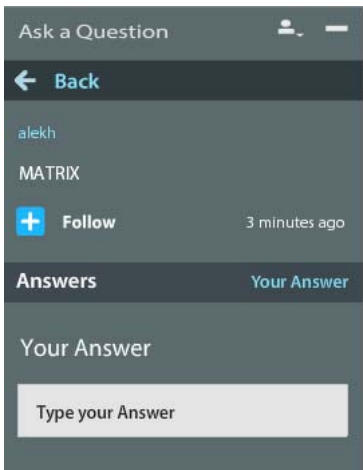 Ask a Question
Back
alekh
MATRIX
Follow 3 minutes ago
Answers Your Answer
Your Answer
Type your Answer